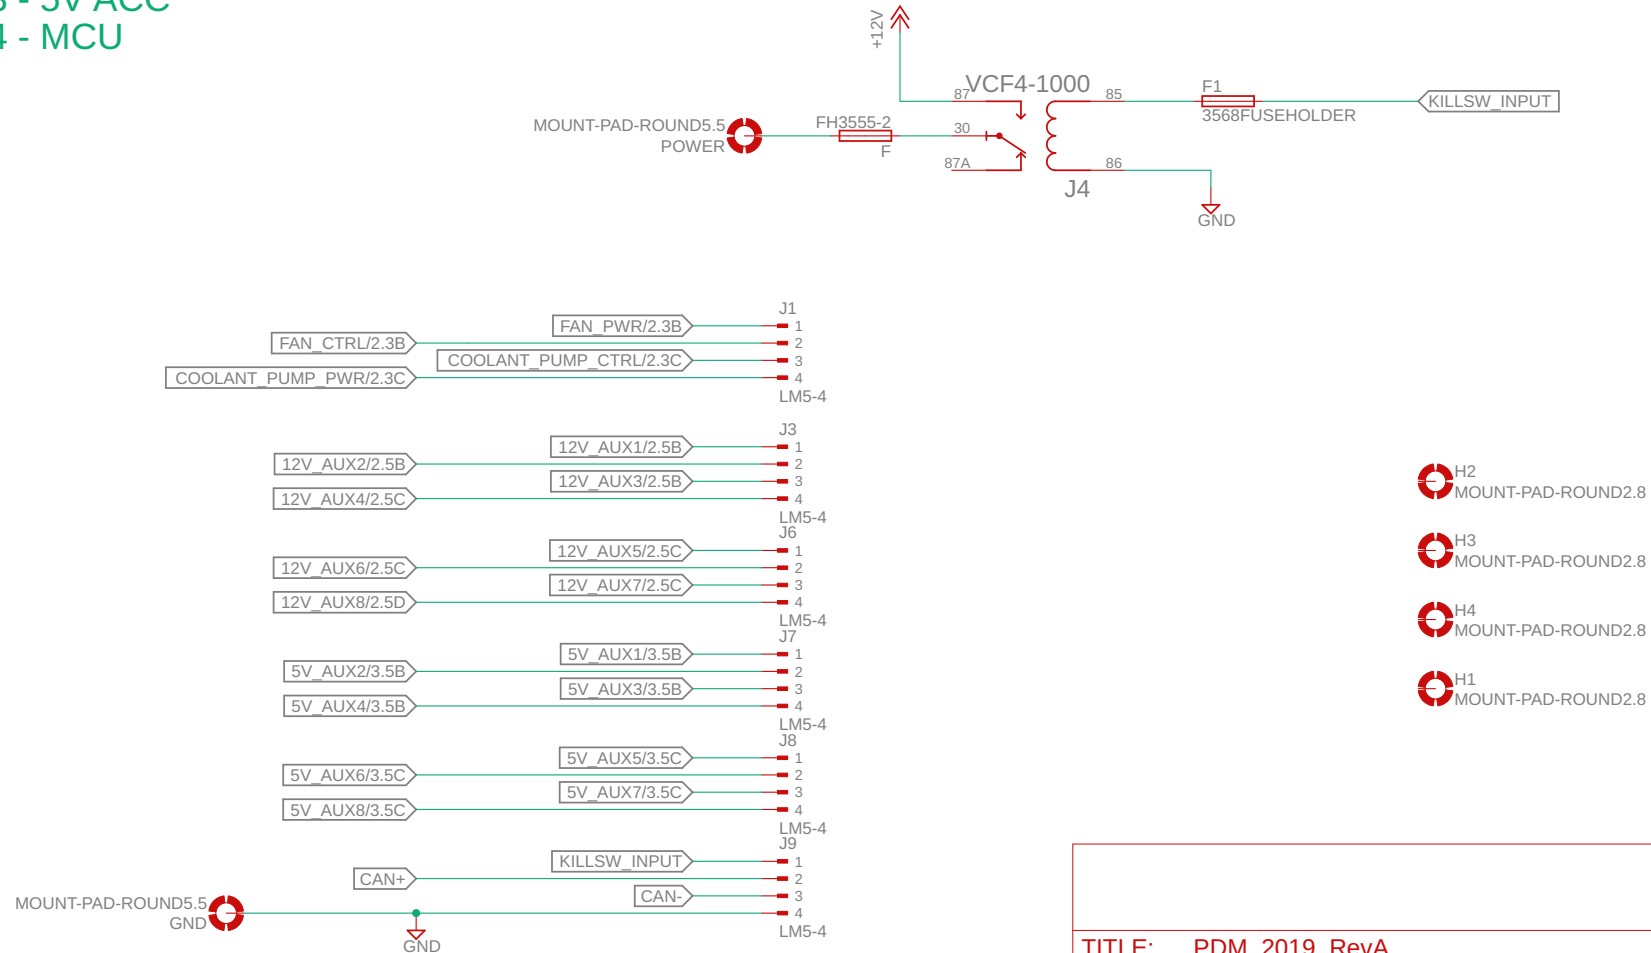 3 - 5V ACC
4 - MCU
+12V
VCF4-1000
87
30
87A
85
86
J4
F1
3568FUSEHOLDER
KILLSW_INPUT
MOUNT-PAD-ROUND5.5
POWER
FH3555-2
F
GND
J1
FAN_PWR/2.3B
1
FAN_CTRL/2.3B
2
COOLANT_PUMP_CTRL/2.3C
3
COOLANT_PUMP_PWR/2.3C
4
LM5-4
J3
12V_AUX1/2.5B
1
12V_AUX2/2.5B
2
12V_AUX3/2.5B
3
12V_AUX4/2.5C
4
LM5-4
J6
12V_AUX5/2.5C
1
12V_AUX6/2.5C
2
12V_AUX7/2.5C
3
12V_AUX8/2.5D
4
LM5-4
J7
5V_AUX1/3.5B
1
5V_AUX2/3.5B
2
5V_AUX3/3.5B
3
5V_AUX4/3.5B
4
LM5-4
J8
5V_AUX5/3.5C
1
5V_AUX6/3.5C
2
5V_AUX7/3.5C
3
5V_AUX8/3.5C
4
LM5-4
J9
KILLSW_INPUT
1
CAN+
2
CAN-
3
MOUNT-PAD-ROUND5.5
GND
4
LM5-4
GND
H2
MOUNT-PAD-ROUND2.8
H3
MOUNT-PAD-ROUND2.8
H4
MOUNT-PAD-ROUND2.8
H1
MOUNT-PAD-ROUND2.8
TITLE: PDM_2019_RevA